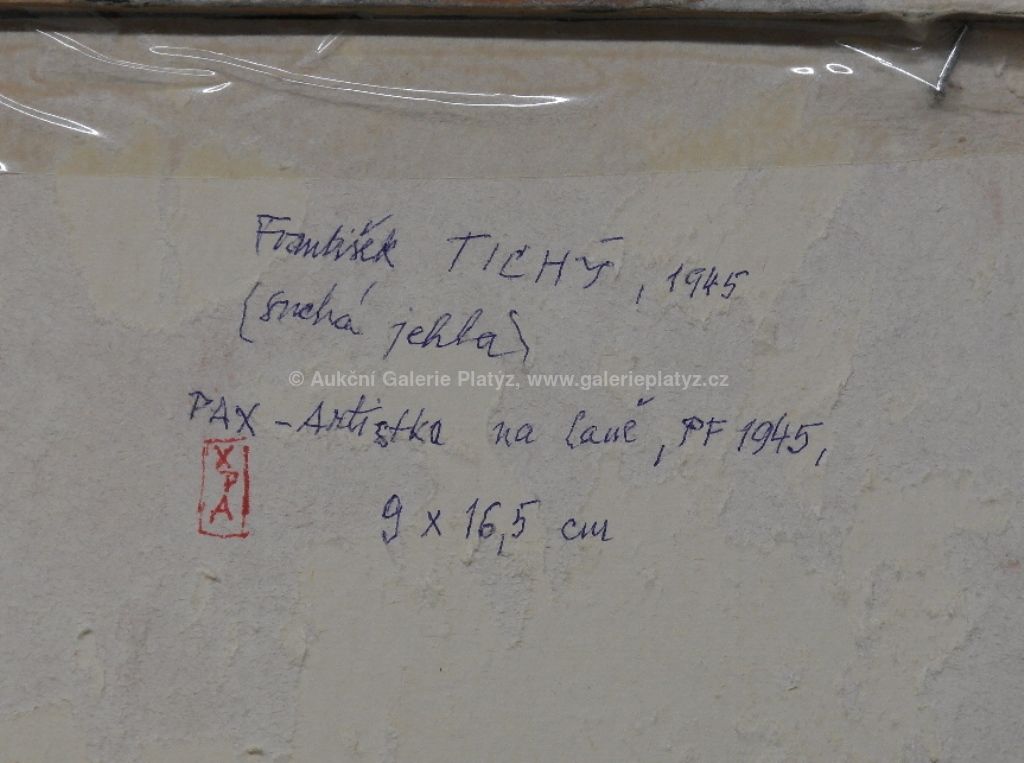 František TICHÝ, 1945
(suchá jehla)
© Aukční Galerie Platýz, www.galerieplatyz.cz
PAX - Artistka na laně, PF 1945,
X
P
A
9 x 16,5 cm